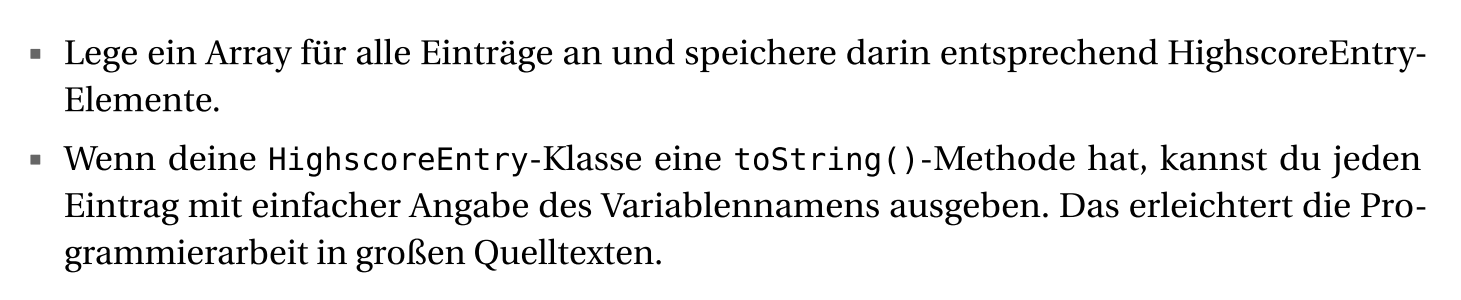 ▪ Lege ein Array für alle Einträge an und speichere darin entsprechend HighscoreEntry-
Elemente.
▪ Wenn deine HighscoreEntry-Klasse eine toString()-Methode hat, kannst du jeden
Eintrag mit einfacher Angabe des Variablennamens ausgeben. Das erleichtert die Pro-
grammierarbeit in großen Quelltexten.